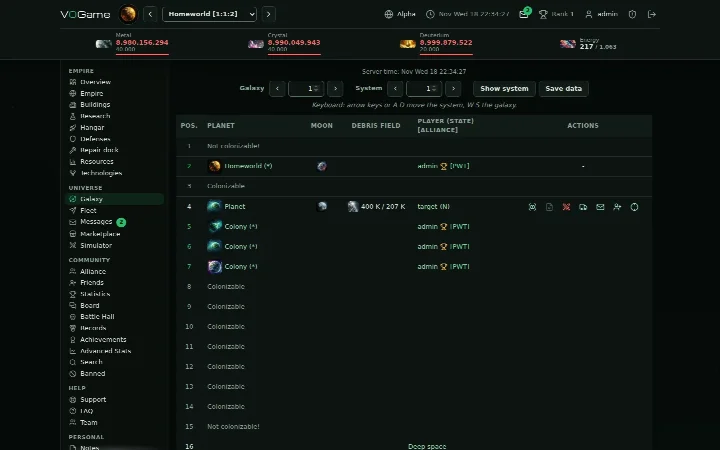 VOGame
Homeworld [1:1:2]
Alpha
Nov Wed 18 22:34:27
2
Rank 1
admin
Metal
8.980.156.294
40.000
Crystal
8.990.049.943
40.000
Deuterium
8.999.879.522
20.000
Energy
217 / 1.063
EMPIRE
Overview
Empire
Buildings
Research
Hangar
Defenses
Repair dock
Resources
Technologies
UNIVERSE
Galaxy
Fleet
Messages 2
Marketplace
Simulator
COMMUNITY
Alliance
Friends
Statistics
Board
Battle Hall
Records
Achievements
Advanced Stats
Search
Banned
HELP
Support
FAQ
Team
PERSONAL
Notes
Server time: Nov Wed 18 22:34:27
Galaxy 1 System 1 Show system Save data
Keyboard: arrow keys or A D move the system, W S the galaxy.
POS. PLANET MOON DEBRIS FIELD PLAYER (STATE) [ALLIANCE] ACTIONS
1 Not colonizable!
2 Homeworld (*) admin [PWT] -
3 Colonizable
4 Planet 400 K / 207 K target (N)
5 Colony (*) admin [PWT]
6 Colony (*) admin [PWT]
7 Colony (*) admin [PWT]
8 Colonizable
9 Colonizable
10 Colonizable
11 Colonizable
12 Colonizable
13 Colonizable
14 Colonizable
15 Not colonizable!
16 Deep space